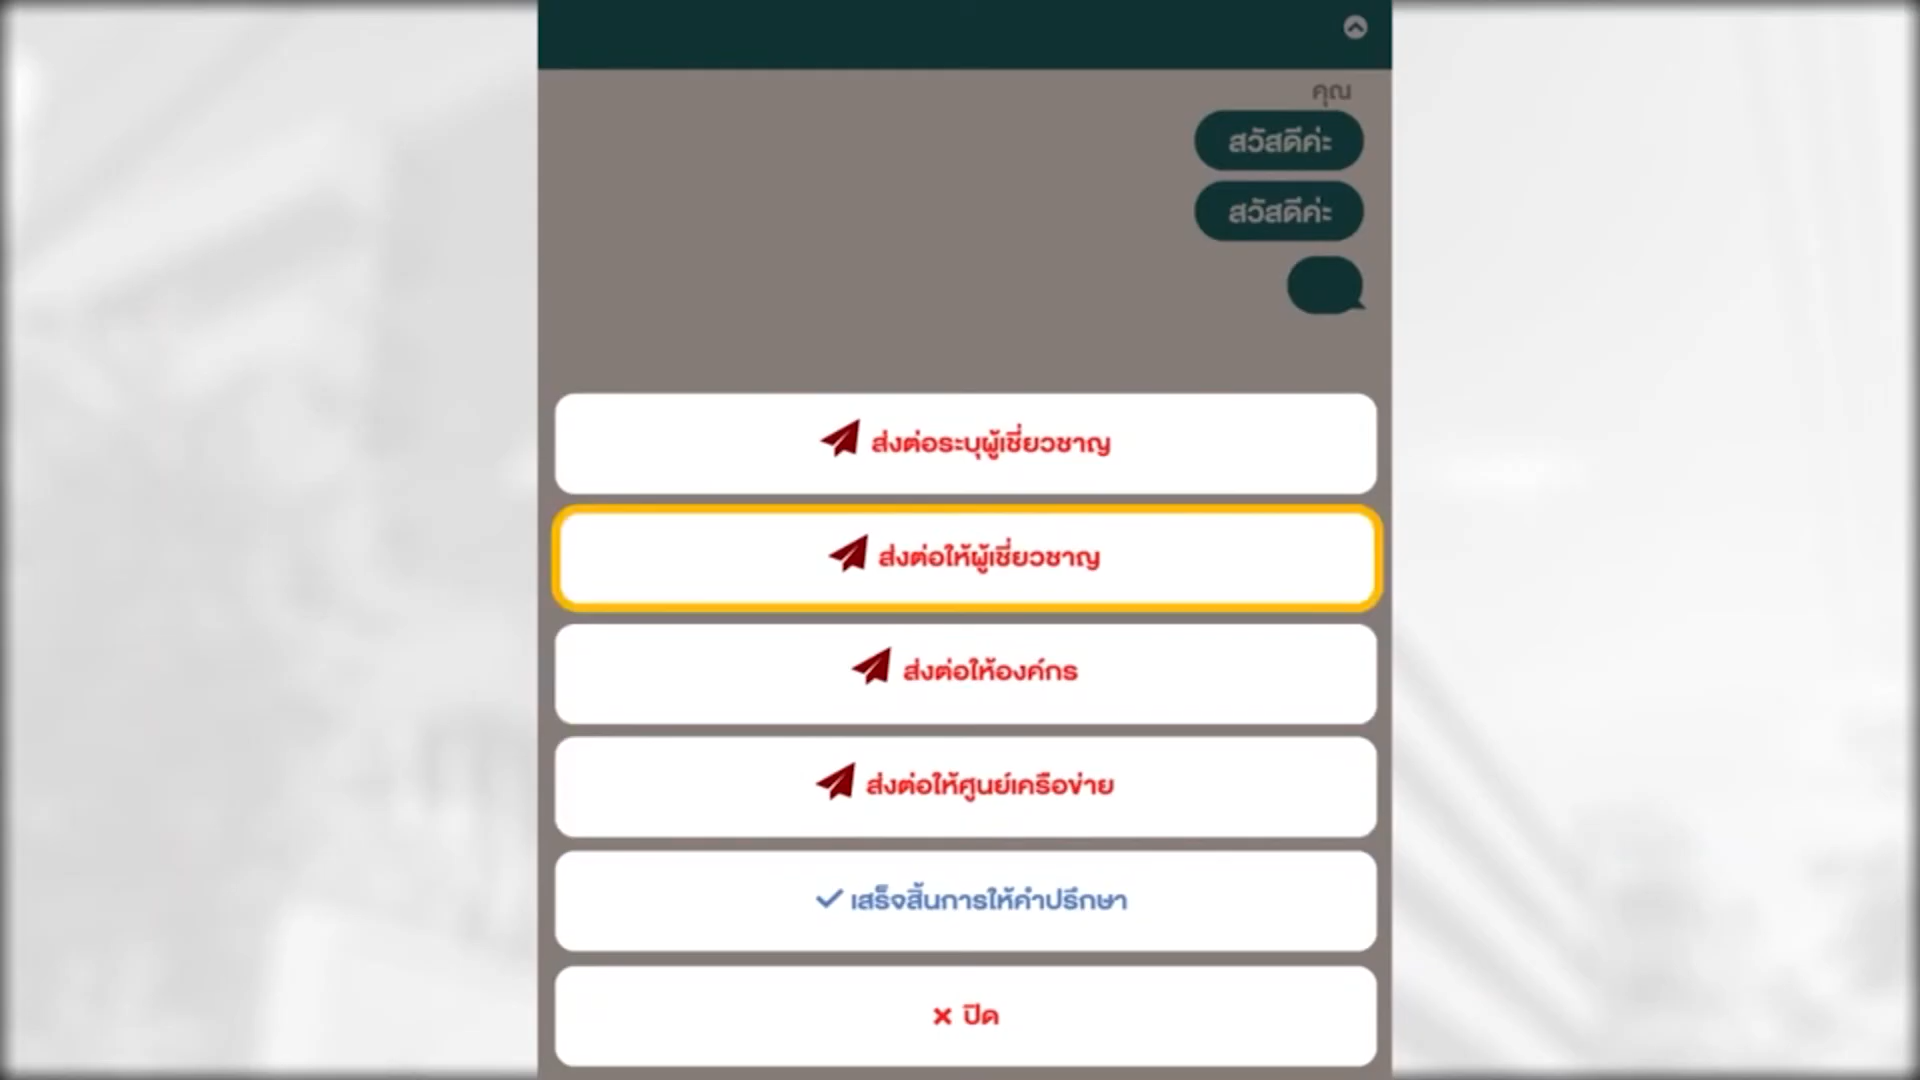 คุณ
สวัสดีค่ะ
สวัสดีค่ะ
ส่งต่อระบุผู้เชี่ยวชาญ
ส่งต่อให้ผู้เชี่ยวชาญ
ส่งต่อให้องค์กร
ส่งต่อให้ศูนย์เครือข่าย
เสร็จสิ้นการให้คำปรึกษา
ปิด